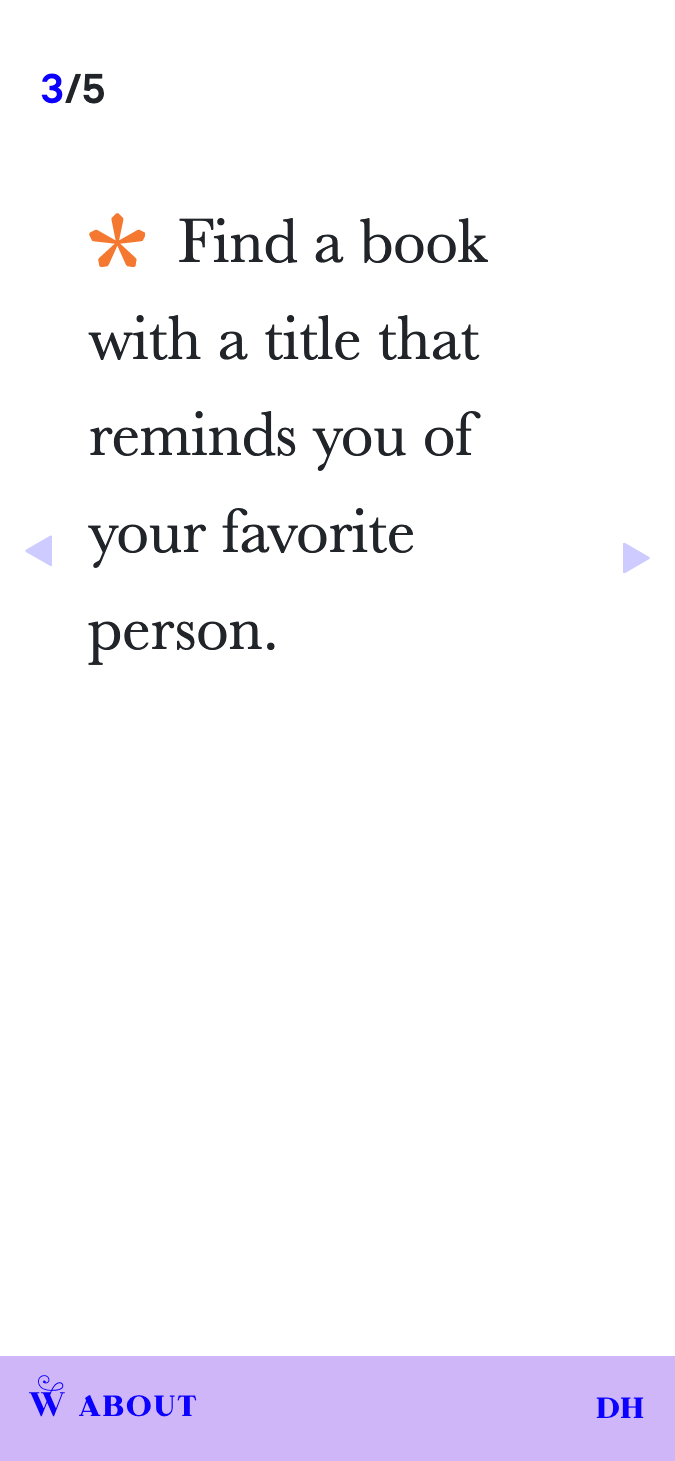 3/5
* Find a book
with a title that
reminds you of
your favorite
person.
W ABOUT
DH